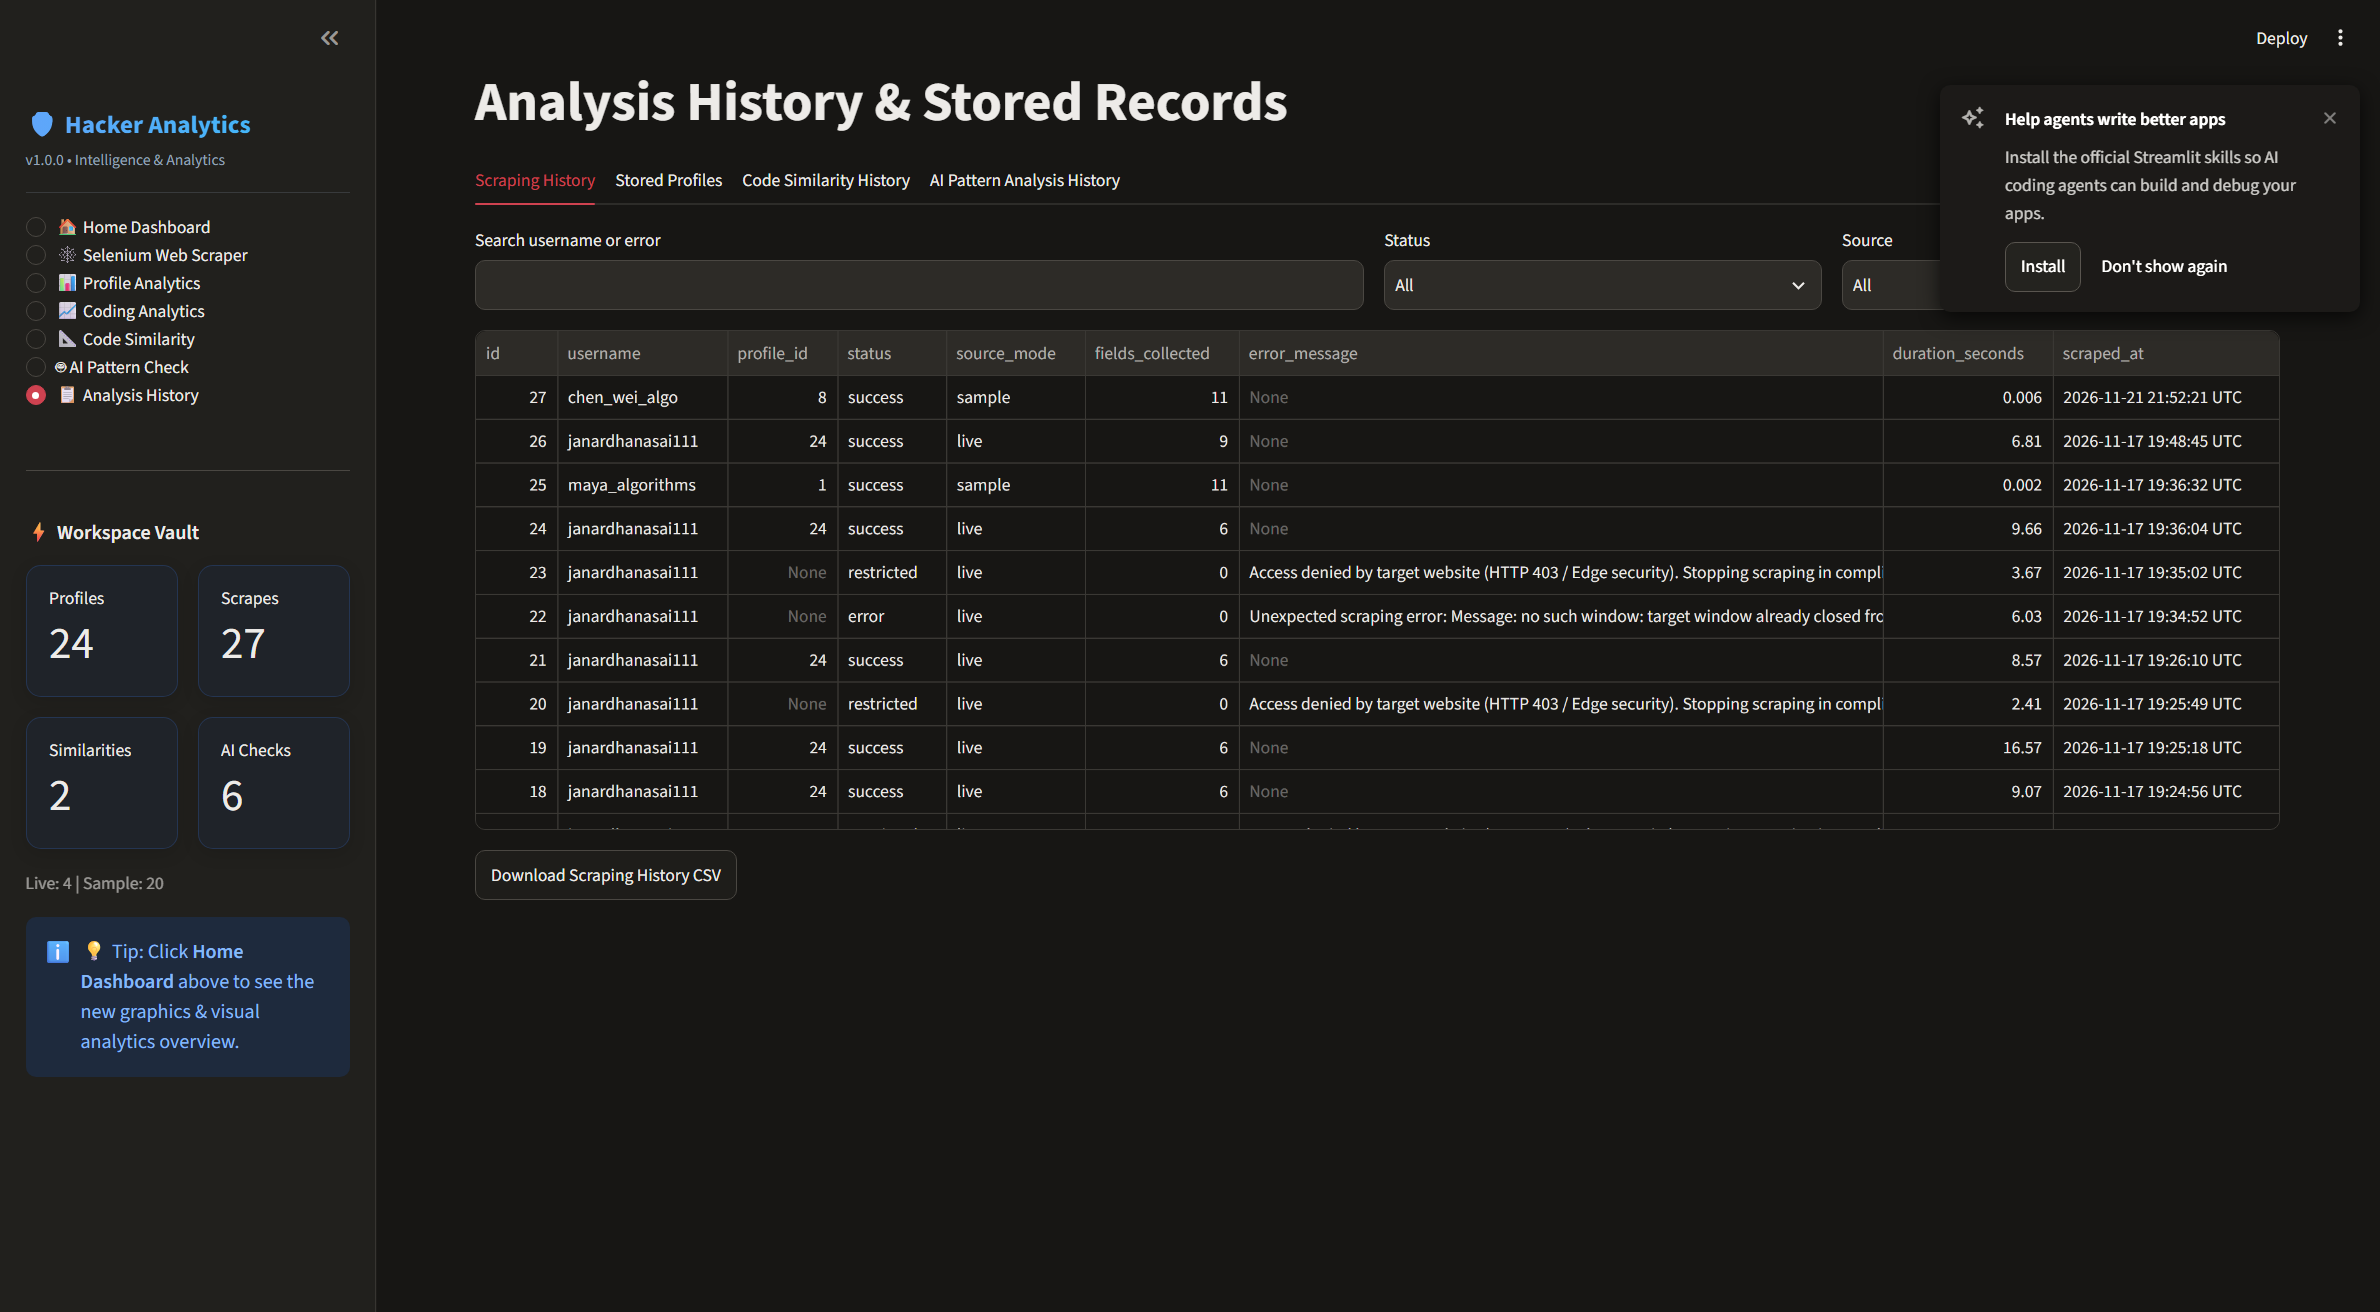 Hacker Analytics
v1.0.0 • Intelligence & Analytics
Home Dashboard
Selenium Web Scraper
Profile Analytics
Coding Analytics
Code Similarity
AI Pattern Check
Analysis History
Workspace Vault
Profiles
24
Scrapes
27
Similarities
2
AI Checks
6
Live: 4 | Sample: 20
Tip: Click Home
Dashboard above to see the
new graphics & visual
analytics overview.
Deploy
Analysis History & Stored Records
Help agents write better apps
Install the official Streamlit skills so AI
coding agents can build and debug your
apps.
Install Don't show again
Scraping History Stored Profiles Code Similarity History AI Pattern Analysis History
Search username or error Status Source
All All
id username profile_id status source_mode fields_collected error_message duration_seconds scraped_at
27 chen_wei_algo 8 success sample 11 None 0.006 2026-11-21 21:52:21 UTC
26 janardhanasai111 24 success live 9 None 6.81 2026-11-17 19:48:45 UTC
25 maya_algorithms 1 success sample 11 None 0.002 2026-11-17 19:36:32 UTC
24 janardhanasai111 24 success live 6 None 9.66 2026-11-17 19:36:04 UTC
23 janardhanasai111 None restricted live 0 Access denied by target website (HTTP 403 / Edge security). Stopping scraping in compli 3.67 2026-11-17 19:35:02 UTC
22 janardhanasai111 None error live 0 Unexpected scraping error: Message: no such window: target window already closed fro 6.03 2026-11-17 19:34:52 UTC
21 janardhanasai111 24 success live 6 None 8.57 2026-11-17 19:26:10 UTC
20 janardhanasai111 None restricted live 0 Access denied by target website (HTTP 403 / Edge security). Stopping scraping in compli 2.41 2026-11-17 19:25:49 UTC
19 janardhanasai111 24 success live 6 None 16.57 2026-11-17 19:25:18 UTC
18 janardhanasai111 24 success live 6 None 9.07 2026-11-17 19:24:56 UTC
Download Scraping History CSV